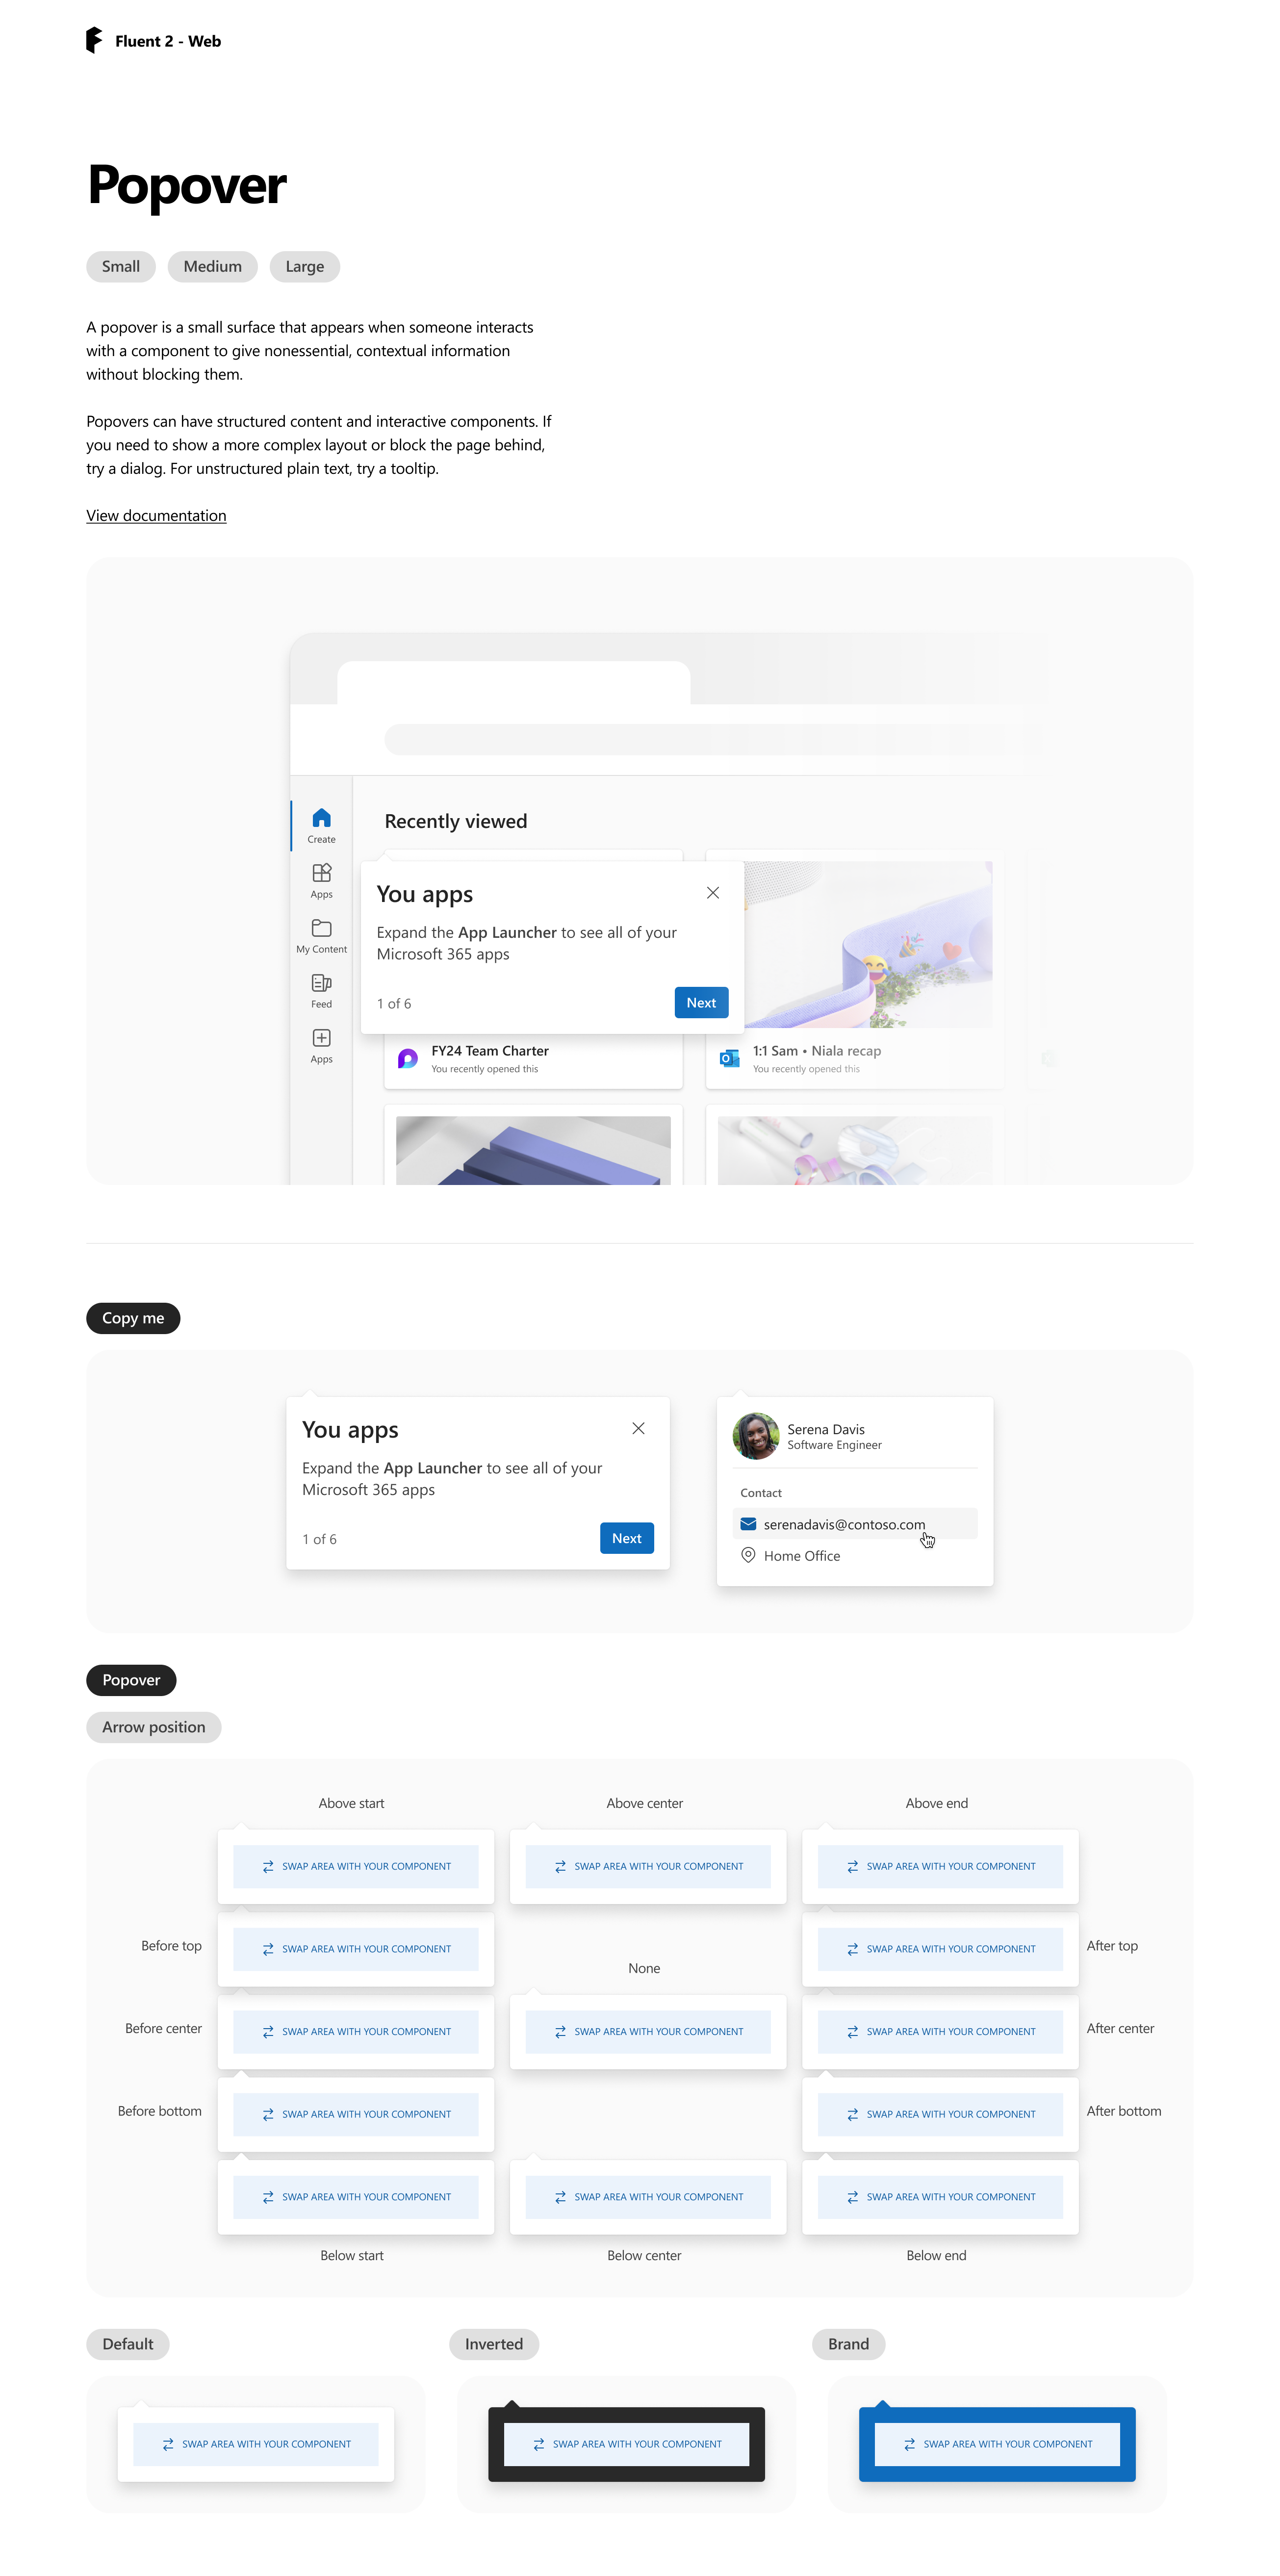 Fluent 2 - Web
Popover
Small
Medium
Large
A popover is a small surface that appears when someone interacts
with a component to give nonessential, contextual information
without blocking them.
Popovers can have structured content and interactive components. If
you need to show a more complex layout or block the page behind,
try a dialog. For unstructured plain text, try a tooltip.
View documentation
Create
Apps
My Content
Feed
Apps
Recently viewed
You apps
Expand the App Launcher to see all of your
Microsoft 365 apps
1 of 6
Next
FY24 Team Charter
You recently opened this
1:1 Sam • Niala recap
You recently opened this
Copy me
You apps
Expand the App Launcher to see all of your
Microsoft 365 apps
1 of 6
Next
Serena Davis
Software Engineer
Contact
serenadavis@contoso.com
Home Office
Popover
Arrow position
Above start
Above center
Above end
SWAP AREA WITH YOUR COMPONENT
SWAP AREA WITH YOUR COMPONENT
SWAP AREA WITH YOUR COMPONENT
Before top
SWAP AREA WITH YOUR COMPONENT
SWAP AREA WITH YOUR COMPONENT
After top
None
Before center
SWAP AREA WITH YOUR COMPONENT
SWAP AREA WITH YOUR COMPONENT
SWAP AREA WITH YOUR COMPONENT
After center
Before bottom
SWAP AREA WITH YOUR COMPONENT
SWAP AREA WITH YOUR COMPONENT
After bottom
SWAP AREA WITH YOUR COMPONENT
SWAP AREA WITH YOUR COMPONENT
SWAP AREA WITH YOUR COMPONENT
Below start
Below center
Below end
Default
Inverted
Brand
SWAP AREA WITH YOUR COMPONENT
SWAP AREA WITH YOUR COMPONENT
SWAP AREA WITH YOUR COMPONENT